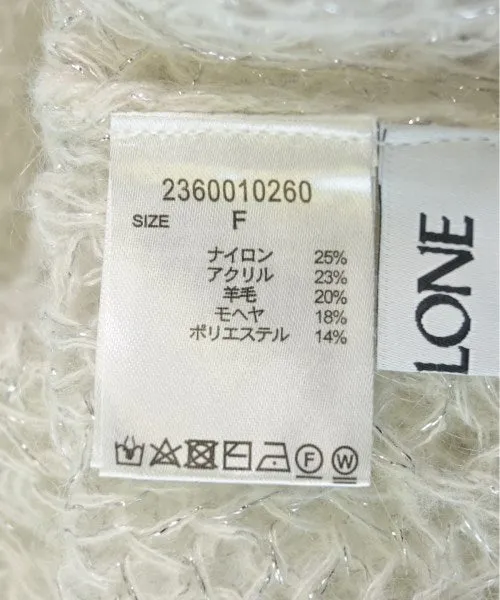 2360010260
SIZE F
ナイロン 25%
アクリル 23%
羊毛 20%
モヘヤ 18%
ポリエステル 14%
F W
LONE